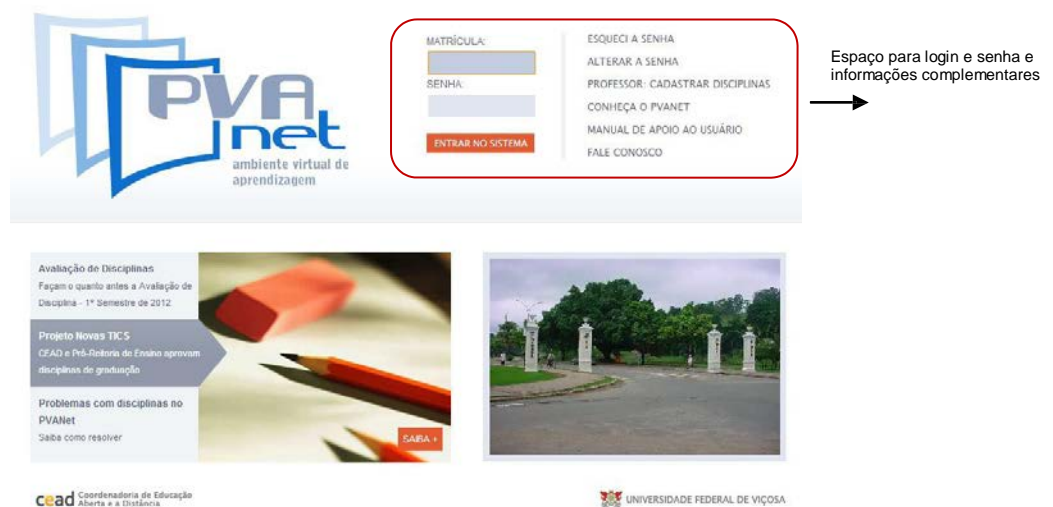 PVA
net
ambiente virtual de
aprendizagem
MATRÍCULA:
SENHA:
ENTRAR NO SISTEMA
ESQUECI A SENHA
ALTERAR A SENHA
PROFESSOR: CADASTRAR DISCIPLINAS
CONHEÇA O PVANET
MANUAL DE APOIO AO USUÁRIO
FALE CONOSCO
Espaço para login e senha e
informações complementares
Avaliação de Disciplinas
Façam o quanto antes a Avaliação de
Disciplina - 1º Semestre de 2012
Projeto Novas TICS
CEAD e Pró-Reitoria de Ensino aprovam
disciplinas de graduação
Problemas com disciplinas no
PVANet
Saiba como resolver
SAIBA +
cead Coordenadoria de Educação
Aberta e a Distância
UNIVERSIDADE FEDERAL DE VIÇOSA